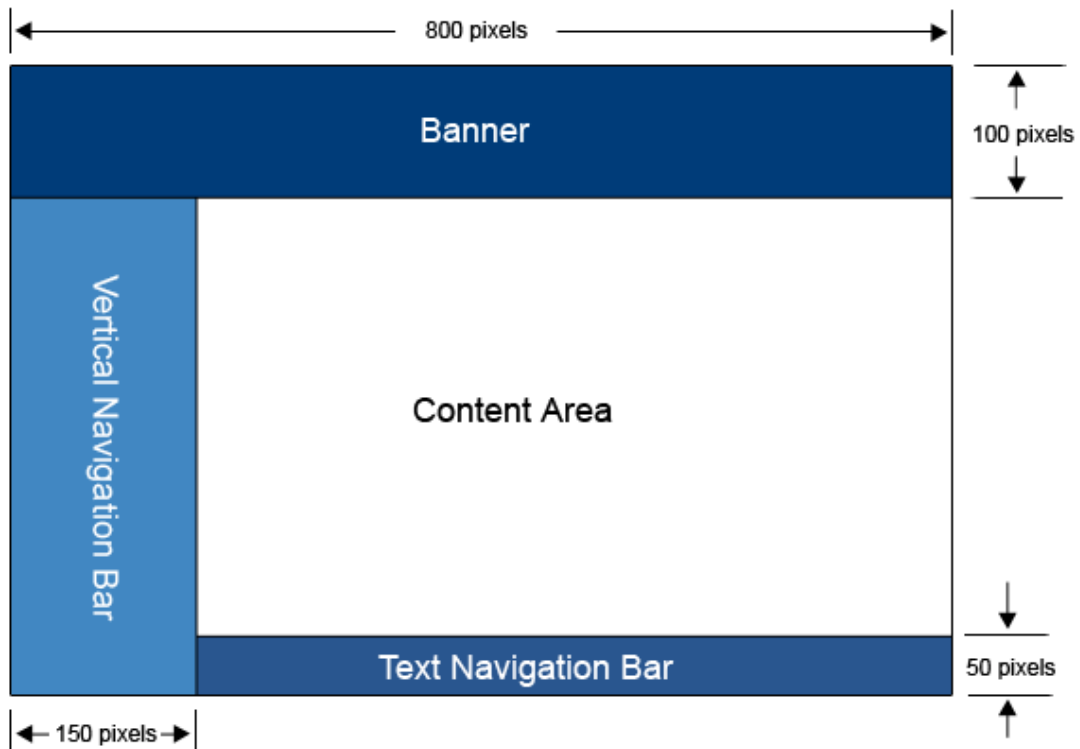 800 pixels
Banner
100 pixels
Vertical Navigation Bar
Content Area
Text Navigation Bar
50 pixels
150 pixels